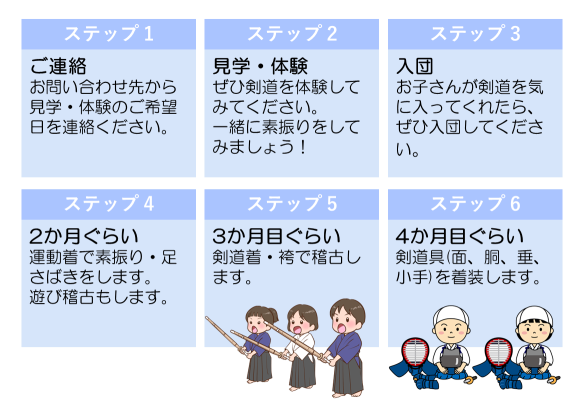 ステップ1
ご連絡
お問い合わせ先から
見学・体験のご希望
日を連絡ください。
ステップ2
見学・体験
ぜひ剣道を体験して
みてください。
一緒に素振りをして
みましょう！
ステップ3
入団
お子さんが剣道を気
に入ってくれたら、
ぜひ入団してくださ
い。
ステップ4
2か月ぐらい
運動着で素振り・足
さばきをします。
遊び稽古もします。
ステップ5
3か月目ぐらい
剣道着・袴で稽古し
ます。
ステップ6
4か月目ぐらい
剣道具(面、胴、垂、
小手)を着装します。